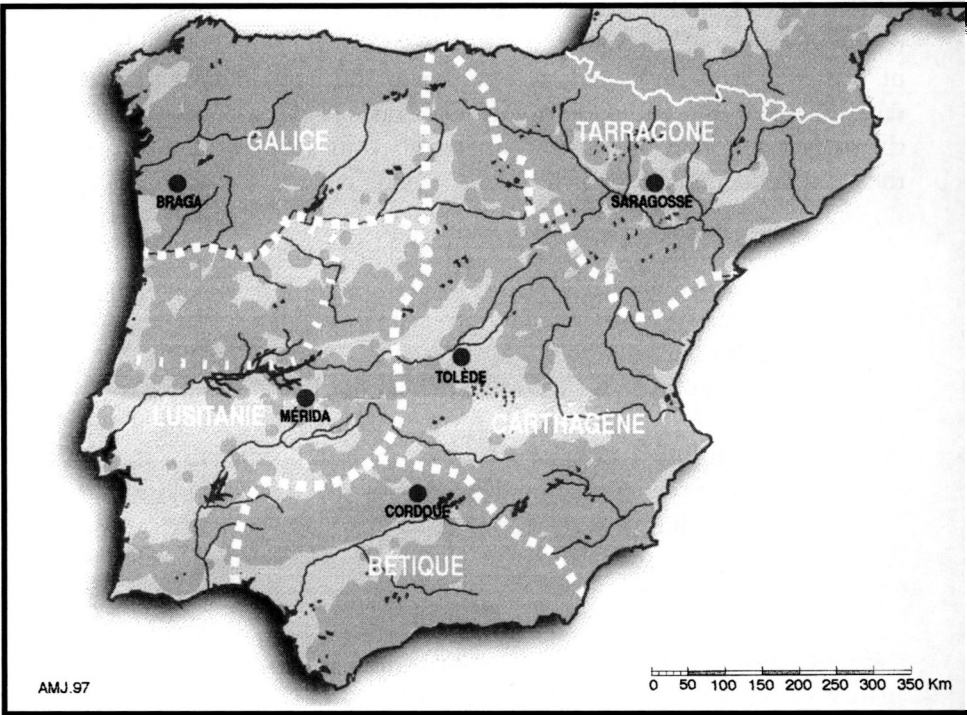 GALICE
TARRAGONE
BRAGA
SARAGOSSE
TOLÈDE
LUSITANIE
MÉRIDA
CARTHAGÈNE
CORDOUE
BÉTIQUE
AMJ.97
0 50 100 150 200 250 300 350 Km